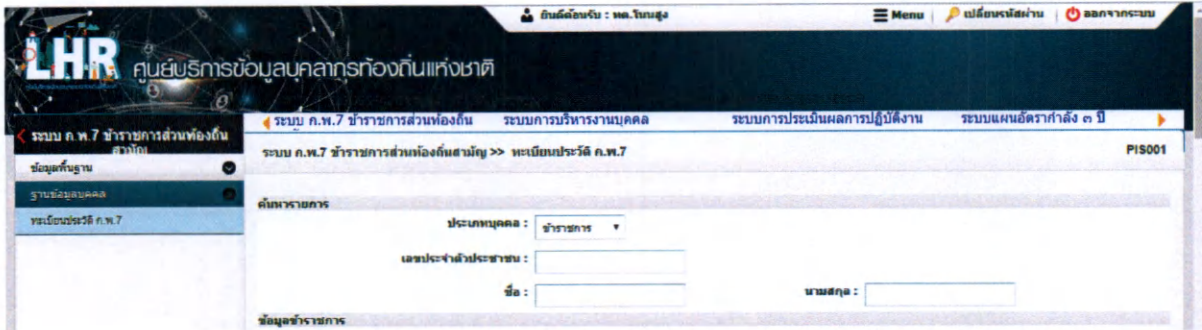 ยินดีต้อนรับ : ทต.โนนสูง
Menu เปลี่ยนรหัสผ่าน ออกจากระบบ
LHR ศูนย์บริการข้อมูลบุคลากรท้องถิ่นแห่งชาติ
ระบบ ก.พ.7 ข้าราชการส่วนท้องถิ่น ระบบการบริหารงานบุคคล ระบบการประเมินผลการปฏิบัติงาน ระบบแผนอัตรากำลัง ๓ ปี
ระบบ ก.พ.7 ข้าราชการส่วนท้องถิ่น
สามัญ
ระบบ ก.พ.7 ข้าราชการส่วนท้องถิ่นสามัญ >> ทะเบียนประวัติ ก.พ.7 PIS001
ข้อมูลพื้นฐาน
ฐานข้อมูลบุคคล
ทะเบียนประวัติ ก.พ.7
ค้นหารายการ
ประเภทบุคคล : ข้าราชการ
เลขประจำตัวประชาชน :
ชื่อ : นามสกุล :
ข้อมูลข้าราชการ